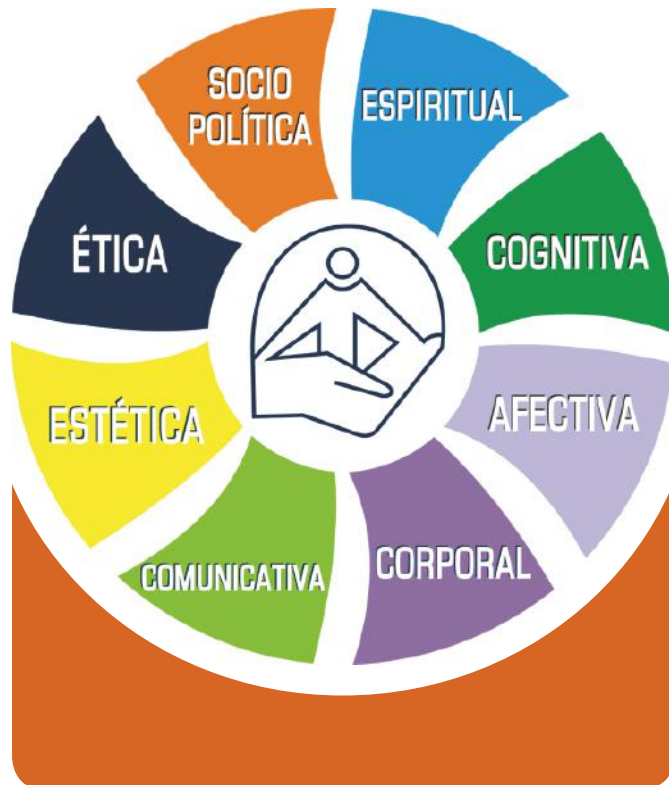 SOCIO
POLÍTICA
ESPIRITUAL
COGNITIVA
AFECTIVA
CORPORAL
COMUNICATIVA
ESTÉTICA
ÉTICA